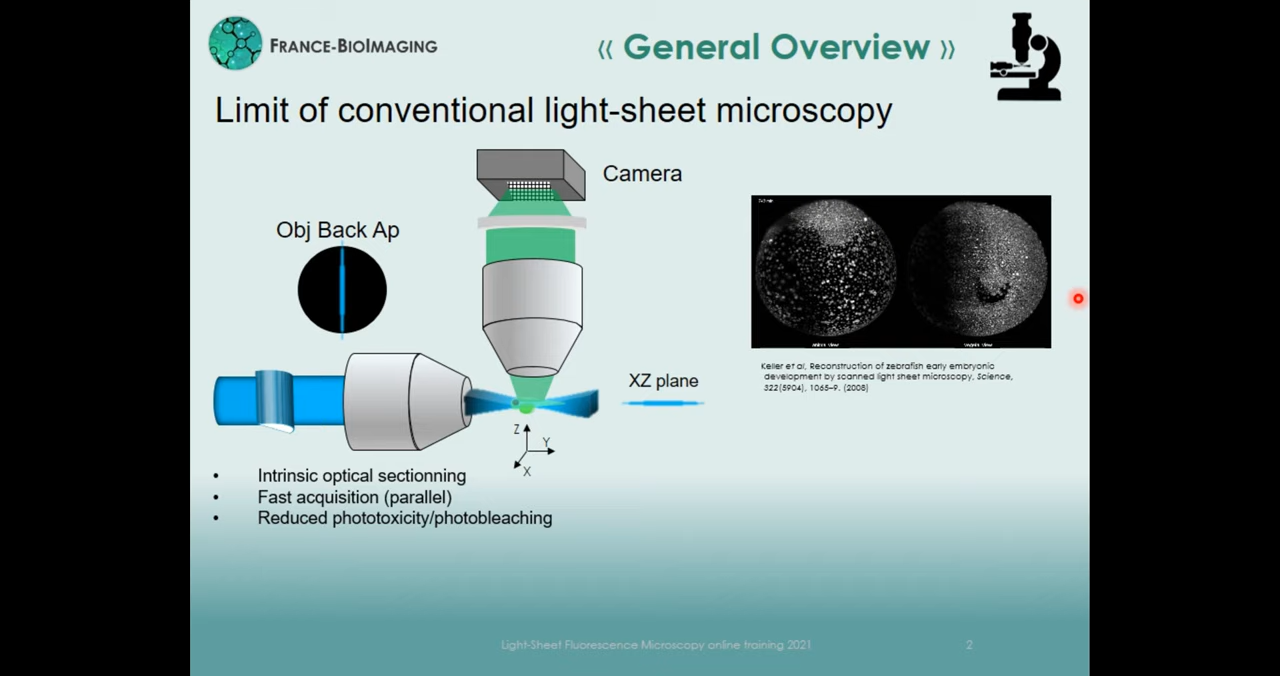 FRANCE-BIOIMAGING
« General Overview »
Limit of conventional light-sheet microscopy
Camera
Obj Back Ap
XZ plane
Z
Y
X
Keller et al, Reconstruction of zebrafish early embryonic
development by scanned light sheet microscopy, Science,
322(5904), 1065–9. (2008)
• Intrinsic optical sectionning
• Fast acquisition (parallel)
• Reduced phototoxicity/photobleaching
Light-Sheet Fluorescence Microscopy online training 2021
2